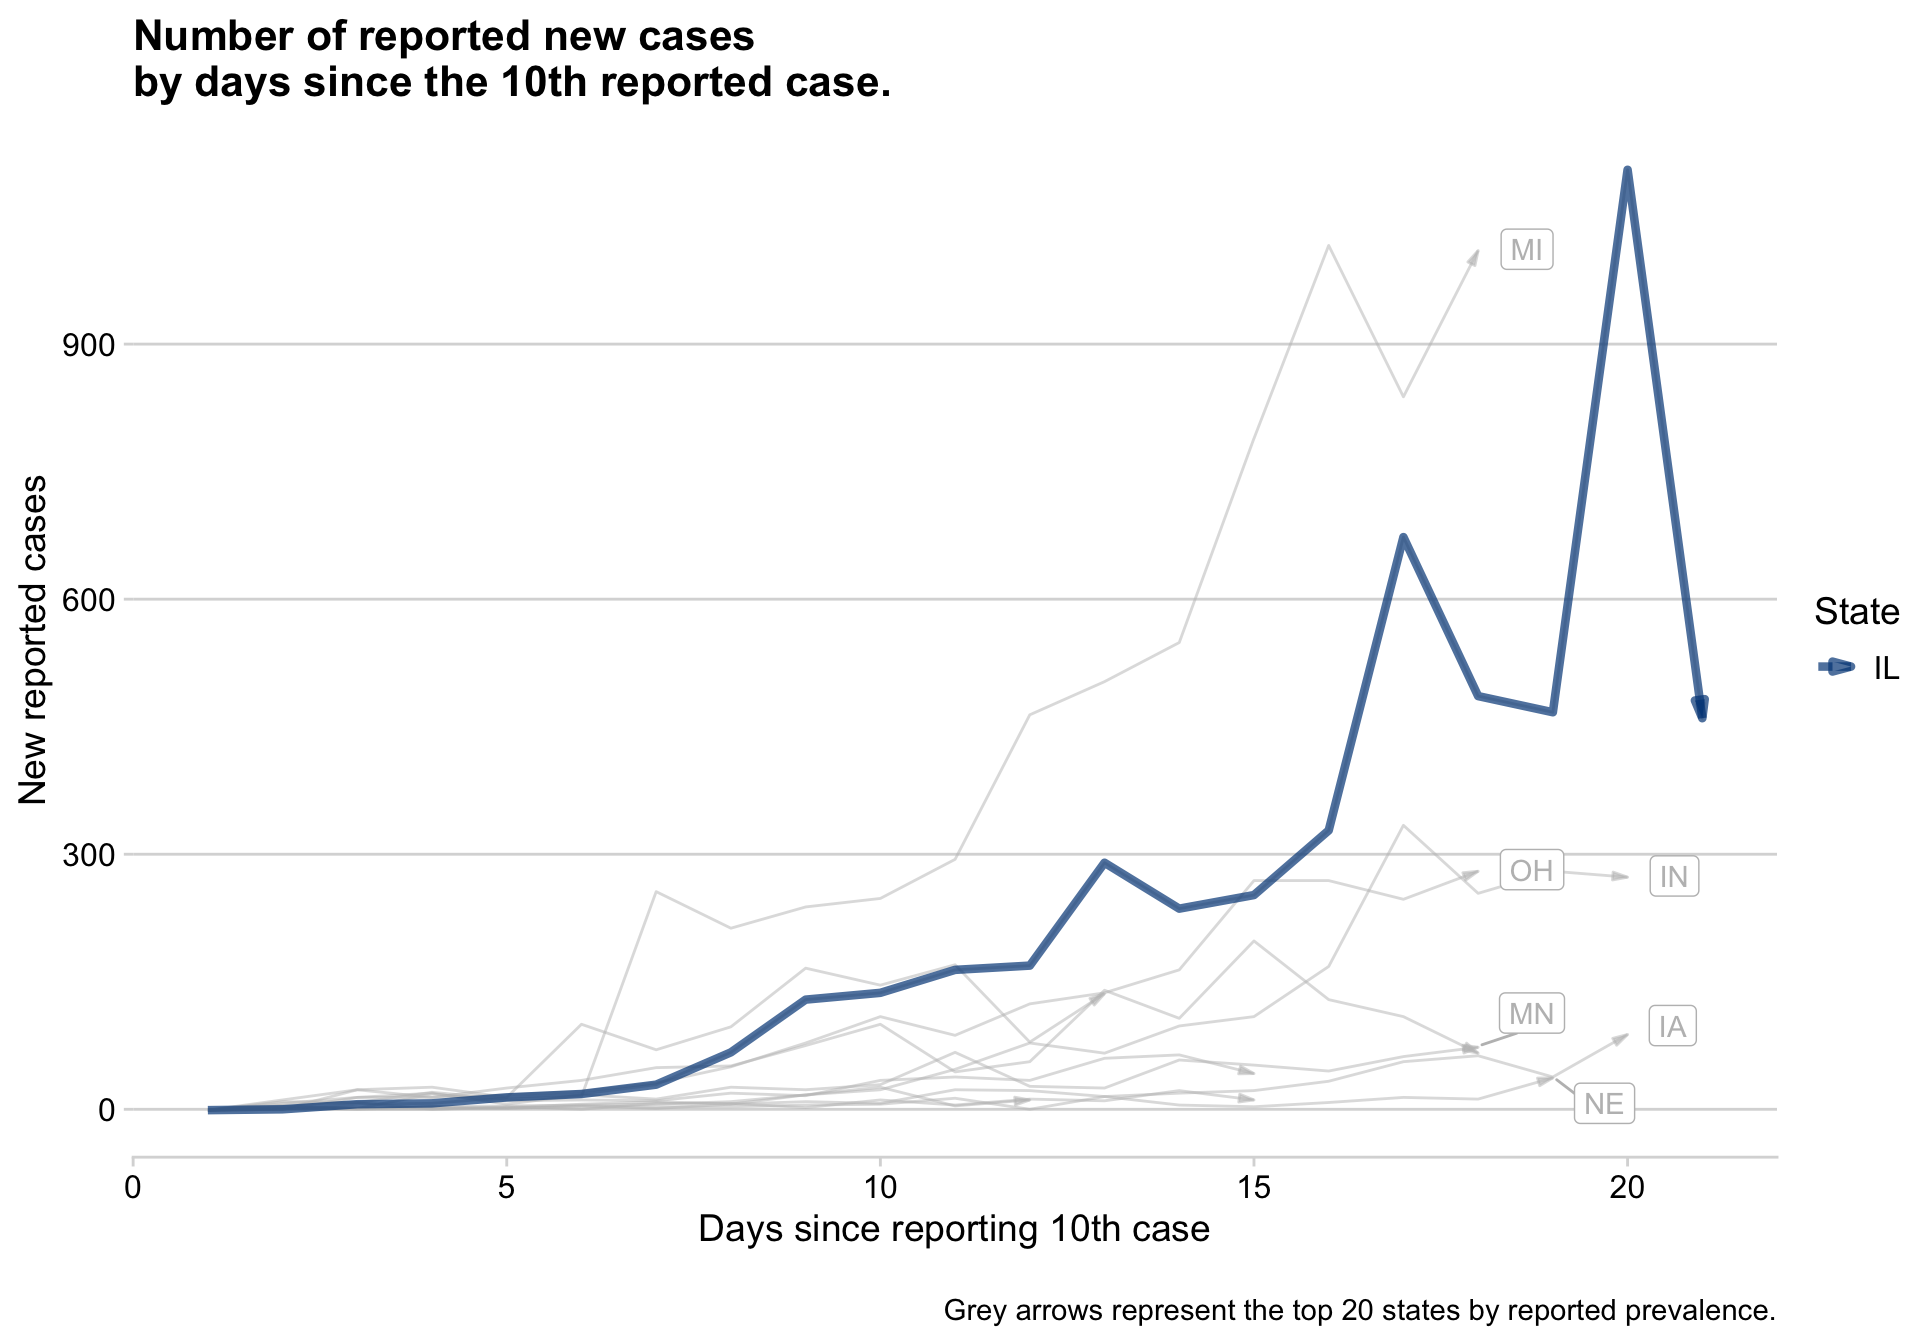 Number of reported new cases
by days since the 10th reported case.
New reported cases
900
600
300
0
MI
OH
IN
MN
IA
NE
State
IL
0
5
10
15
20
Days since reporting 10th case
Grey arrows represent the top 20 states by reported prevalence.